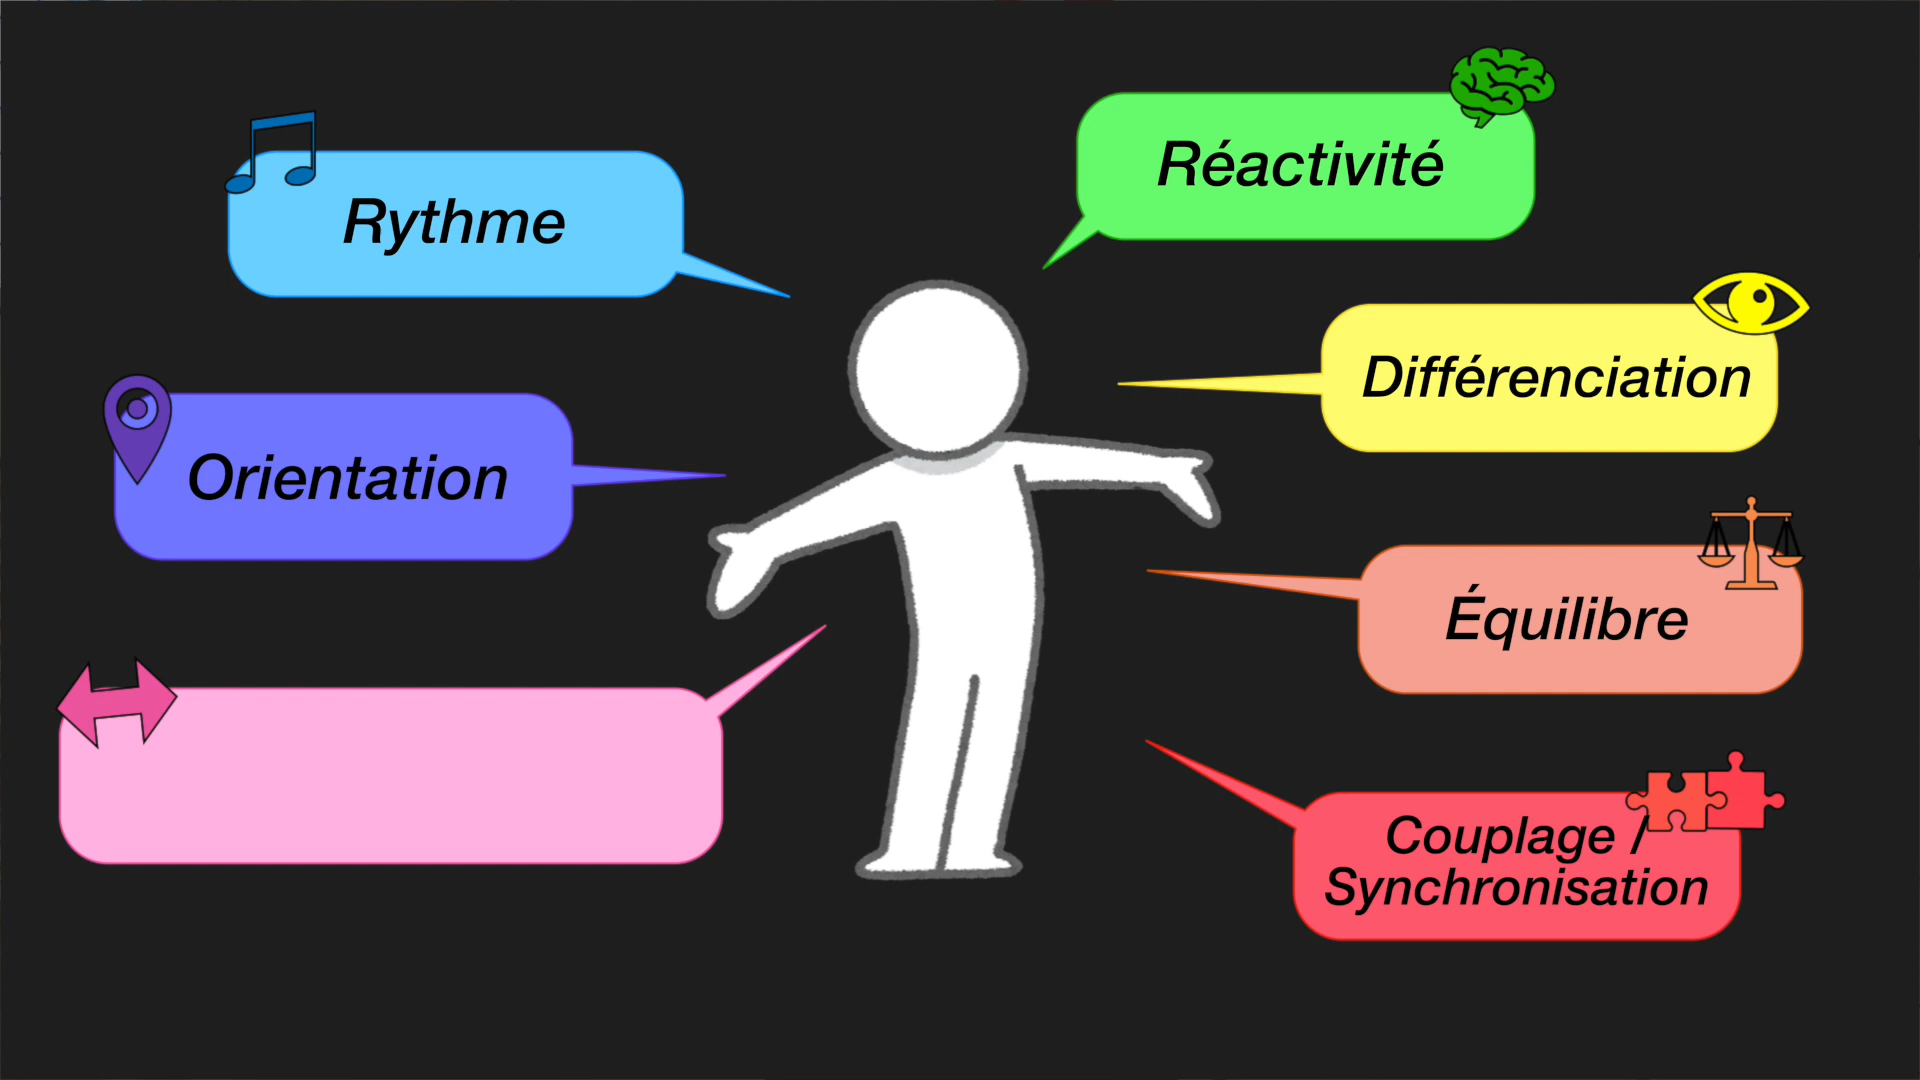 Rythme
Réactivité
Différenciation
Orientation
Équilibre
Couplage /
Synchronisation